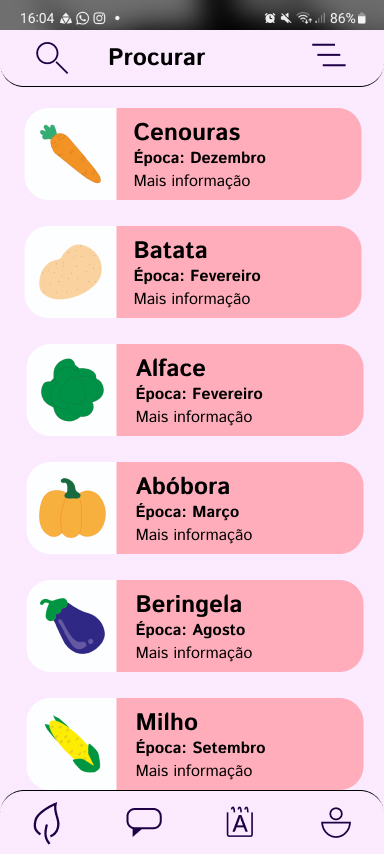 16:04 86%
Procurar
Cenouras
Época: Dezembro
Mais informação
Batata
Época: Fevereiro
Mais informação
Alface
Época: Fevereiro
Mais informação
Abóbora
Época: Março
Mais informação
Beringela
Época: Agosto
Mais informação
Milho
Época: Setembro
Mais informação
A